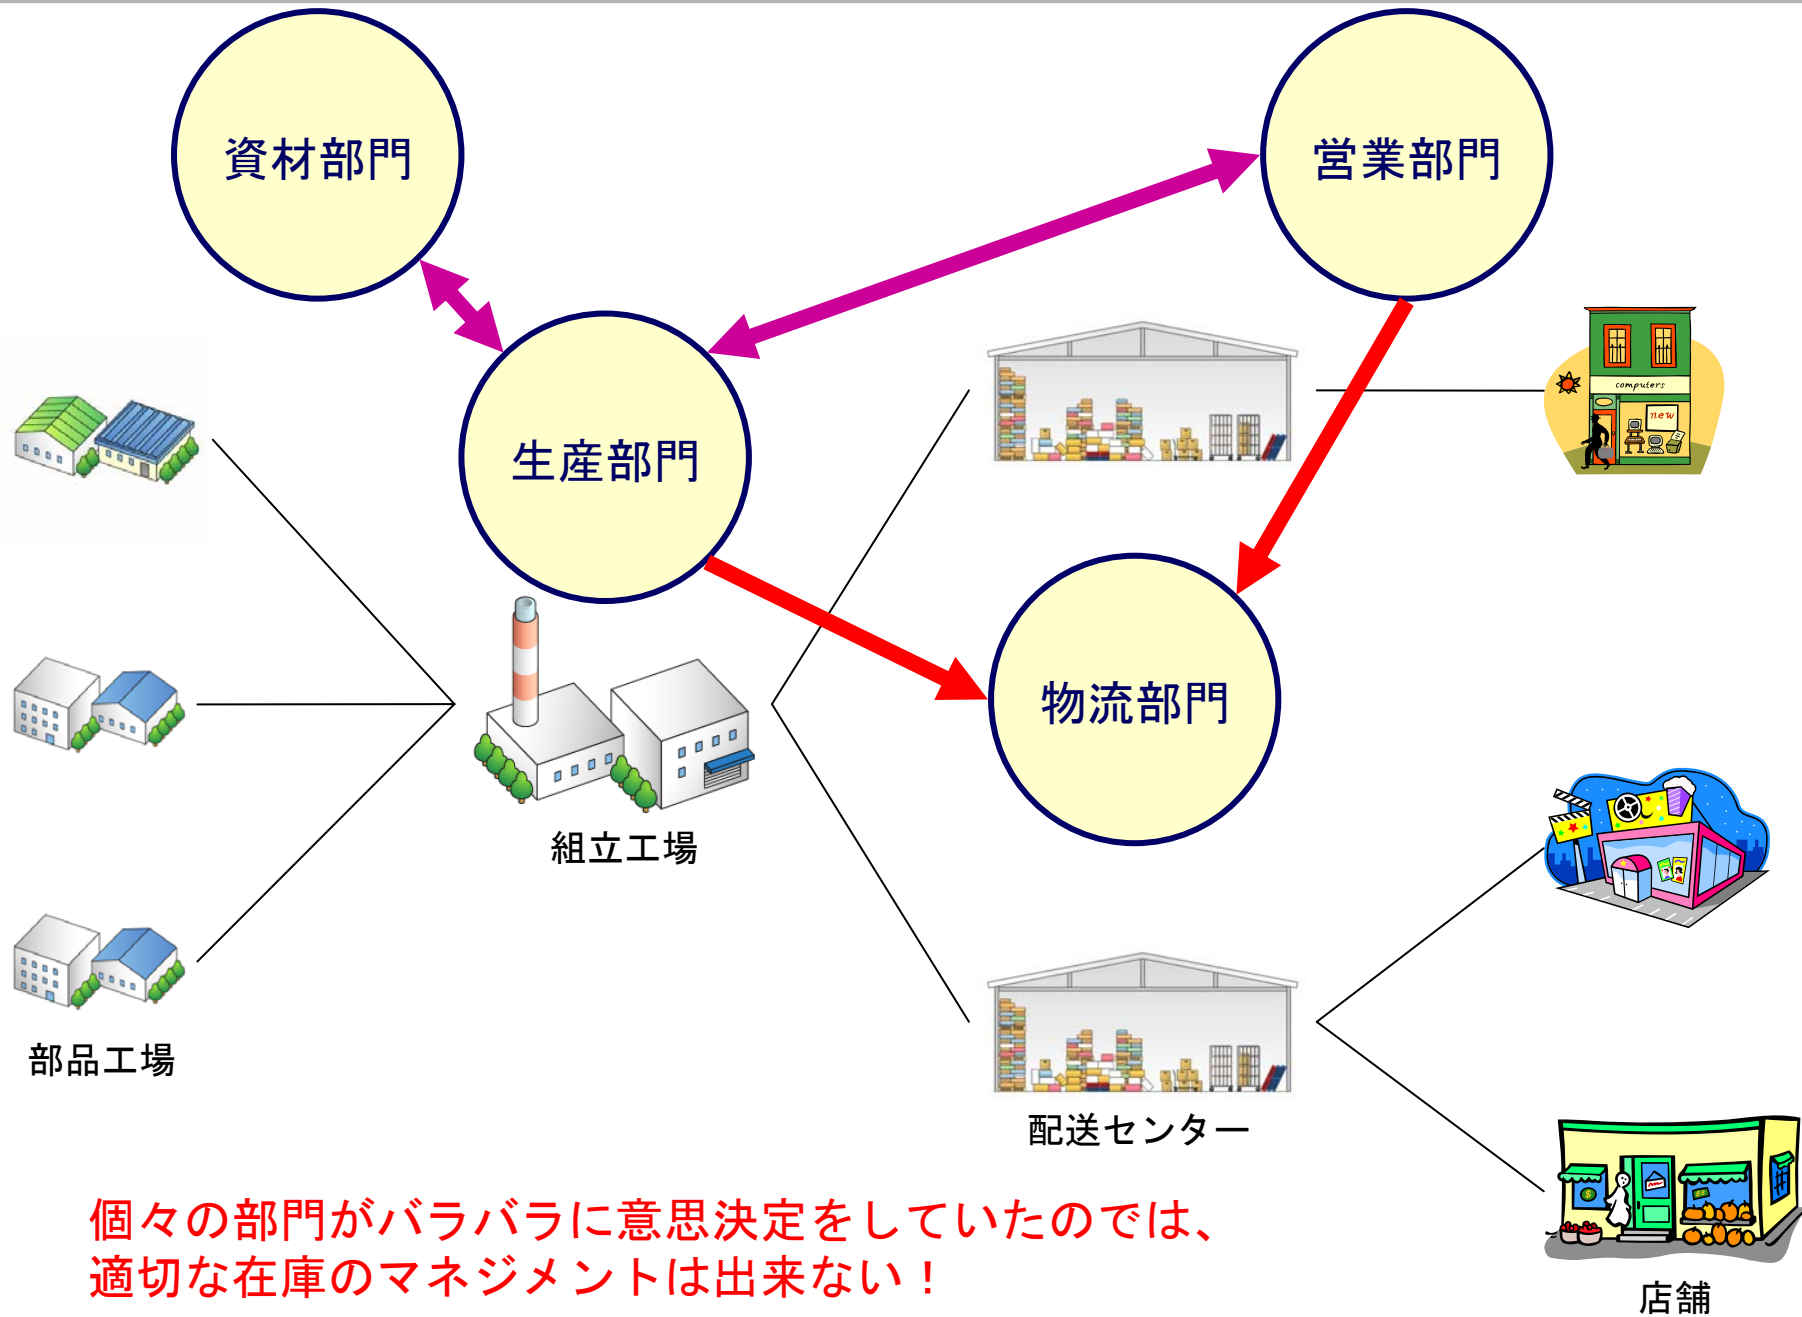 資材部門
営業部門
生産部門
computers
new
物流部門
組立工場
部品工場
配送センター
個々の部門がバラバラに意思決定をしていたのでは、
適切な在庫のマネジメントは出来ない！
店舗